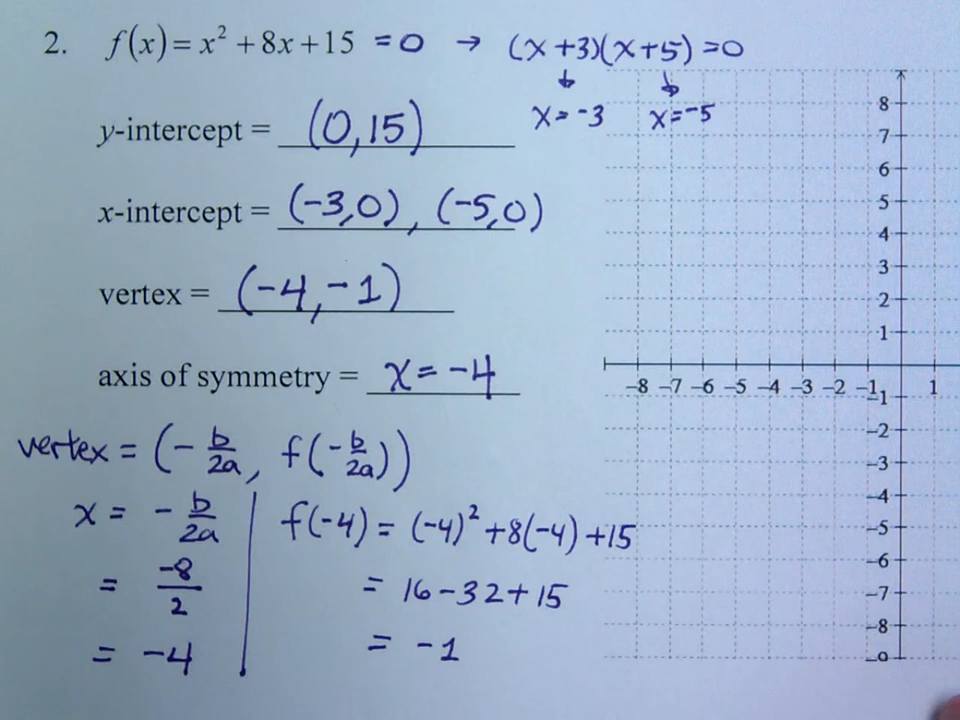 2. f(x) = x² + 8x + 15 = 0 → (x + 3)(x + 5) = 0
x = -3 x = -5
y-intercept = (0, 15)
x-intercept = (-3, 0), (-5, 0)
vertex = (-4, -1)
axis of symmetry = x = -4
vertex = (-b/2a, f(-b/2a))
x = -b/2a
= -8/2
= -4
f(-4) = (-4)² + 8(-4) + 15
= 16 - 32 + 15
= -1
8
7
6
5
4
3
2
1
-8 -7 -6 -5 -4 -3 -2 -1 1
-1
-2
-3
-4
-5
-6
-7
-8
-9